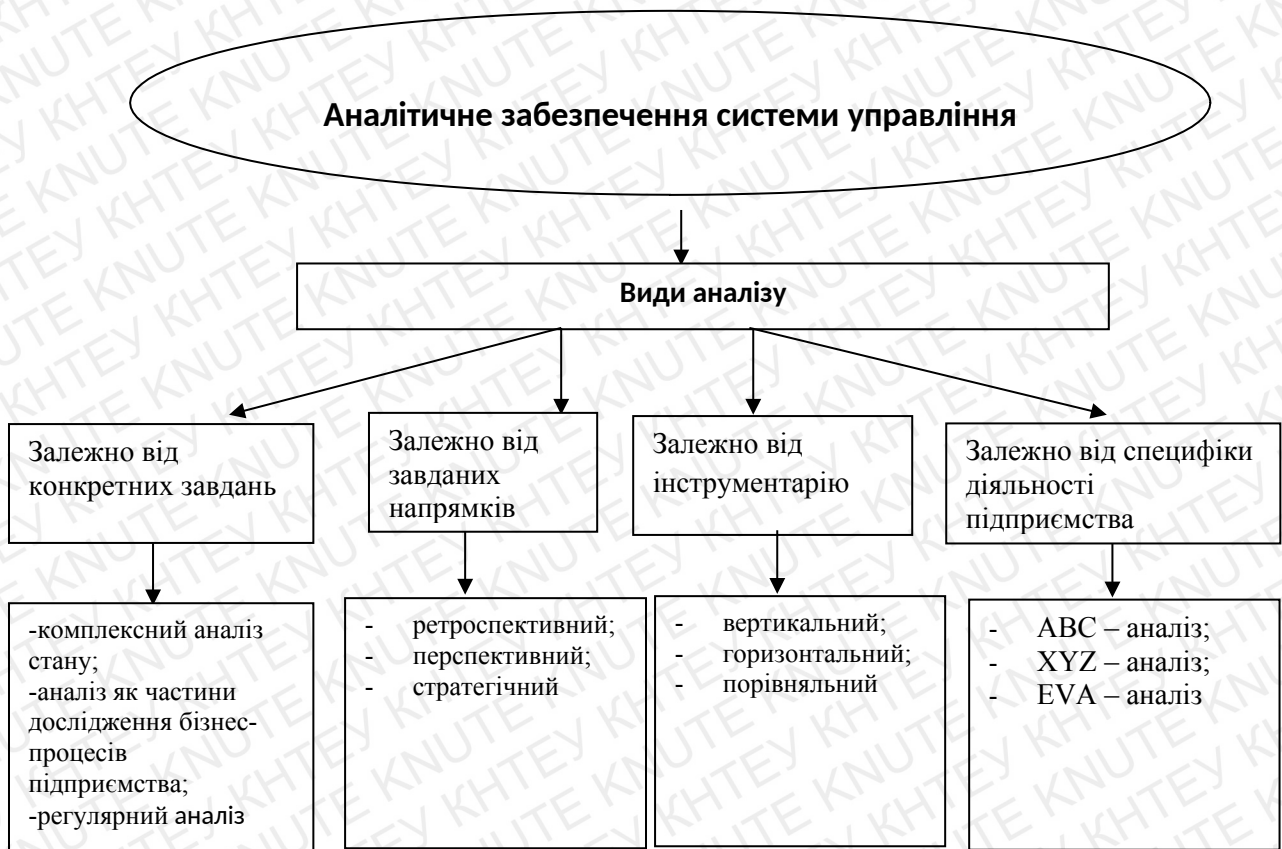 Аналітичне забезпечення системи управління
Види аналізу
Залежно від
конкретних завдань
Залежно від
завданих
напрямків
Залежно від
інструментарію
Залежно від специфіки
діяльності
підприємства
-комплексний аналіз
стану;
-аналіз як частини
дослідження бізнес-
процесів
підприємства;
-регулярний аналіз
- ретроспективний;
- перспективний;
- стратегічний
- вертикальний;
- горизонтальний;
- порівняльний
- ABC – аналіз;
- XYZ – аналіз;
- EVA – аналіз